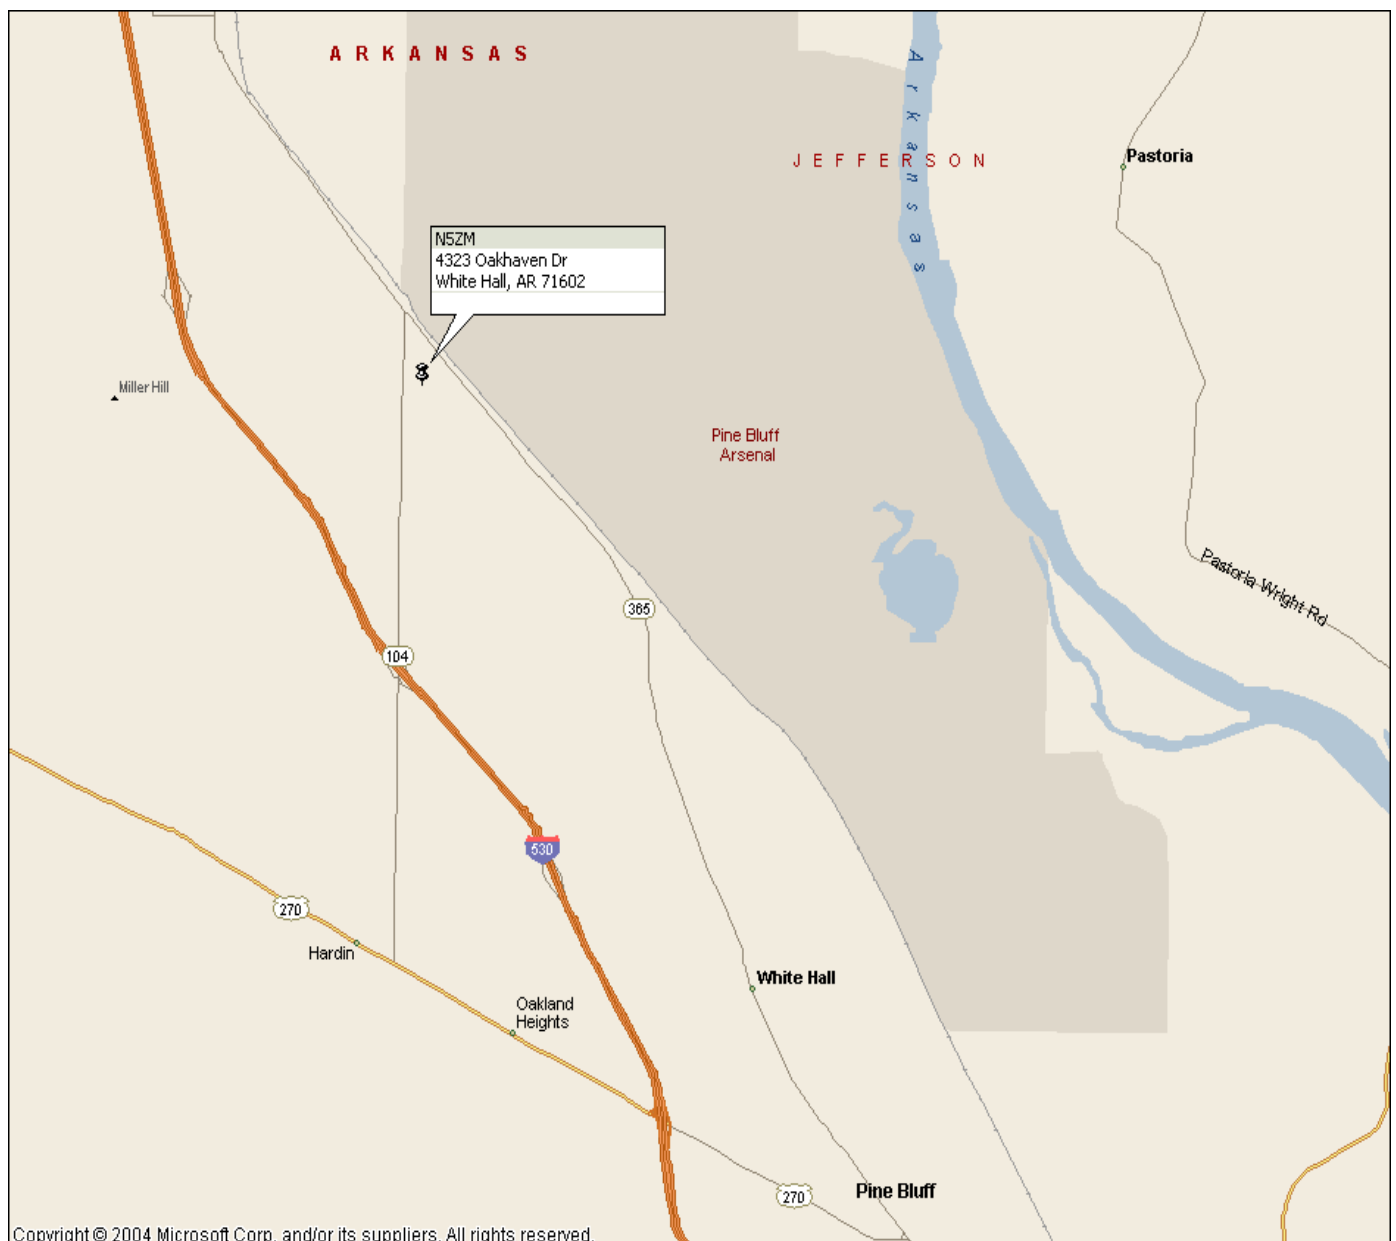 ARKANSAS
Arkansas
JEFFERSON
Pastoria
N5ZM
4323 Oakhaven Dr
White Hall, AR 71602
Miller Hill
Pine Bluff
Arsenal
Pastoria-Wright Rd
365
104
530
270
Hardin
White Hall
Oakland
Heights
270
Pine Bluff
Copyright © 2004 Microsoft Corp. and/or its suppliers. All rights reserved.